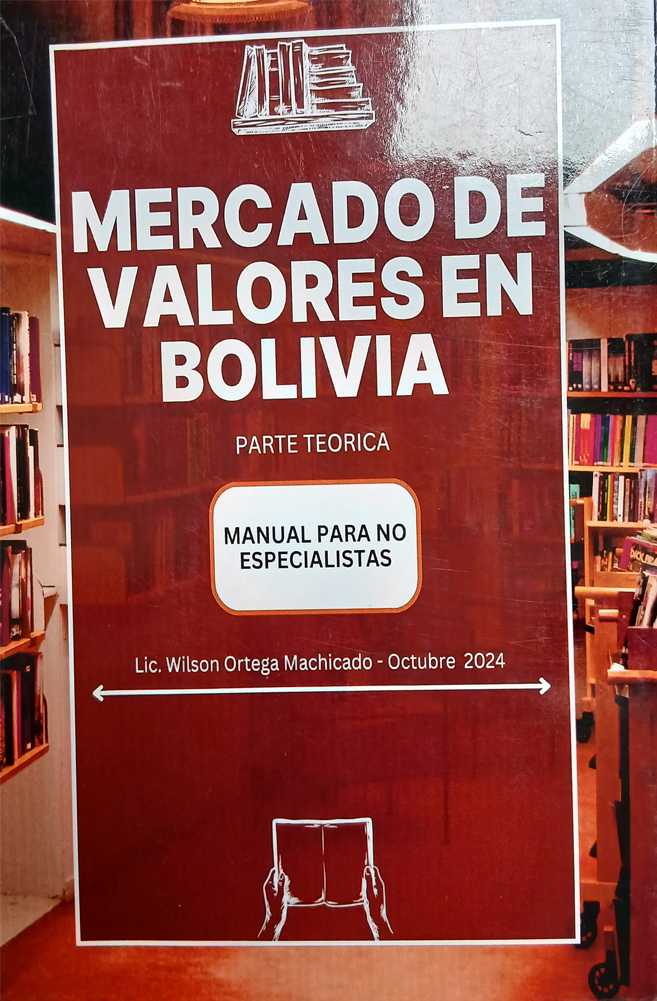 MERCADO DE
VALORES EN
BOLIVIA
PARTE TEORICA
MANUAL PARA NO
ESPECIALISTAS
Lic. Wilson Ortega Machicado - Octubre 2024